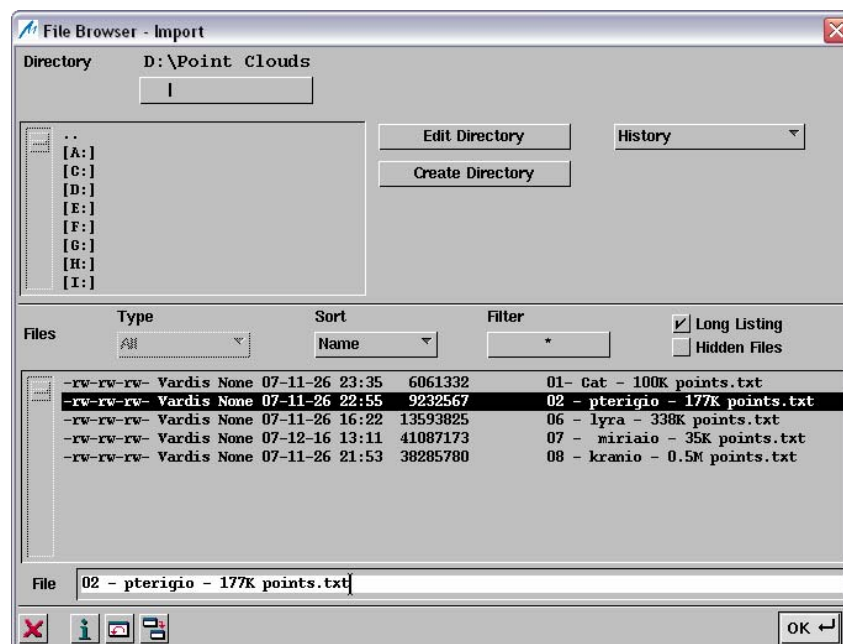 File Browser - Import
Directory D:\Point Clouds
..
[A:]
[C:]
[D:]
[E:]
[F:]
[G:]
[H:]
[I:]
Edit Directory
History
Create Directory
Files
Type
All
Sort
Name
Filter
*
Long Listing
Hidden Files
-rw-rw-rw- Vardis None 07-11-26 23:35 6061332 01- Cat - 100K points.txt
-rw-rw-rw- Vardis None 07-11-26 22:55 9232567 02 - pterigio - 177K points.txt
-rw-rw-rw- Vardis None 07-11-26 16:22 13593825 06 - lyra - 338K points.txt
-rw-rw-rw- Vardis None 07-12-16 13:11 41087173 07 - miriaio - 35K points.txt
-rw-rw-rw- Vardis None 07-11-26 21:53 38285780 08 - kranio - 0.5M points.txt
File 02 - pterigio - 177K points.txt
OK